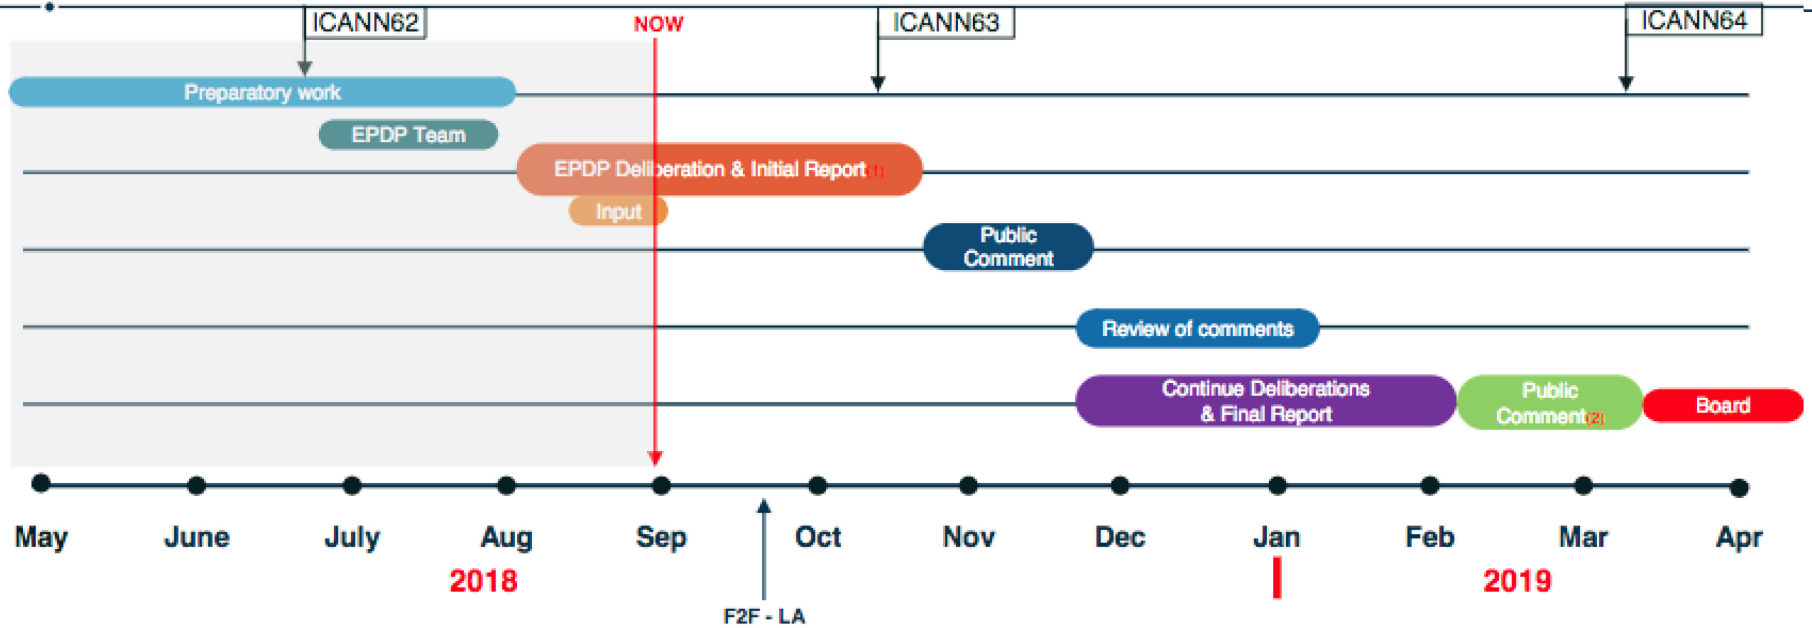 ICANN62
NOW
ICANN63
ICANN64
Preparatory work
EPDP Team
EPDP Deliberation & Initial Report(1)
Input
Public
Comment
Review of comments
Continue Deliberations
& Final Report
Public
Comment(2)
Board
May June July Aug Sep Oct Nov Dec Jan Feb Mar Apr
2018 2019
F2F - LA